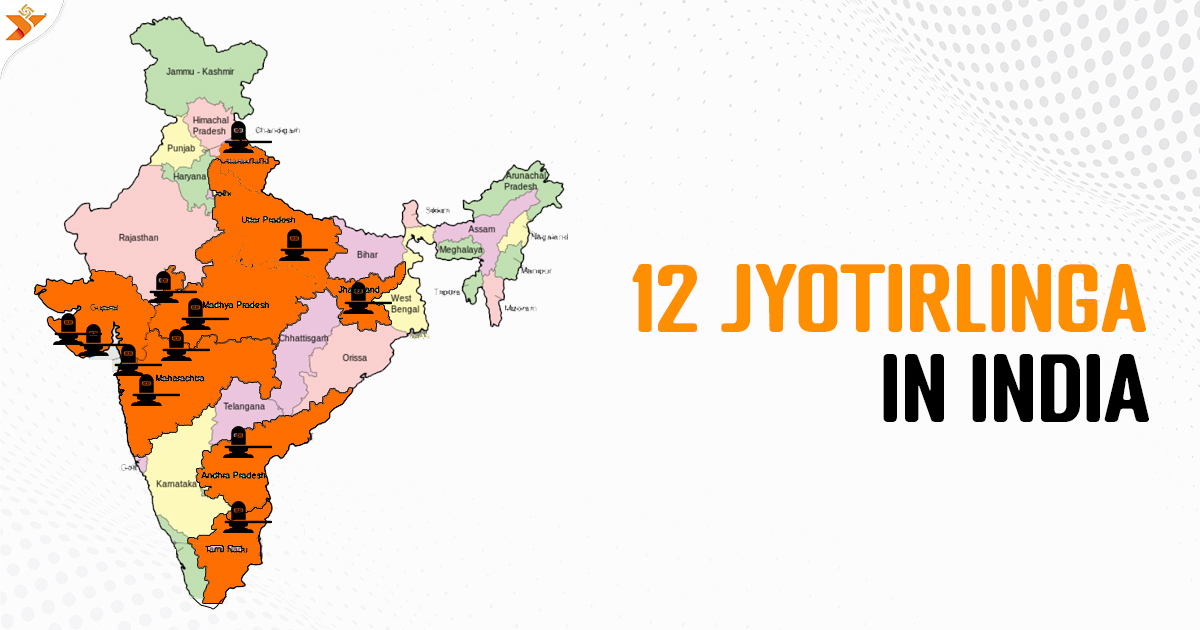 Jammu - Kashmir
Himachal
Pradesh
Chandigarh
Punjab
Haryana
Delhi
Uttar Pradesh
Rajasthan
Bihar
Sikkim
Arunachal
Pradesh
Assam
Nagaland
Meghalaya
Manipur
Tripura
Mizoram
Gujarat
Madhya Pradesh
West
Bengal
Chhattisgarh
Orissa
Maharashtra
Telangana
Goa
Karnataka
Andhra Pradesh
Tamil Nadu
12 JYOTIRLINGA
IN INDIA